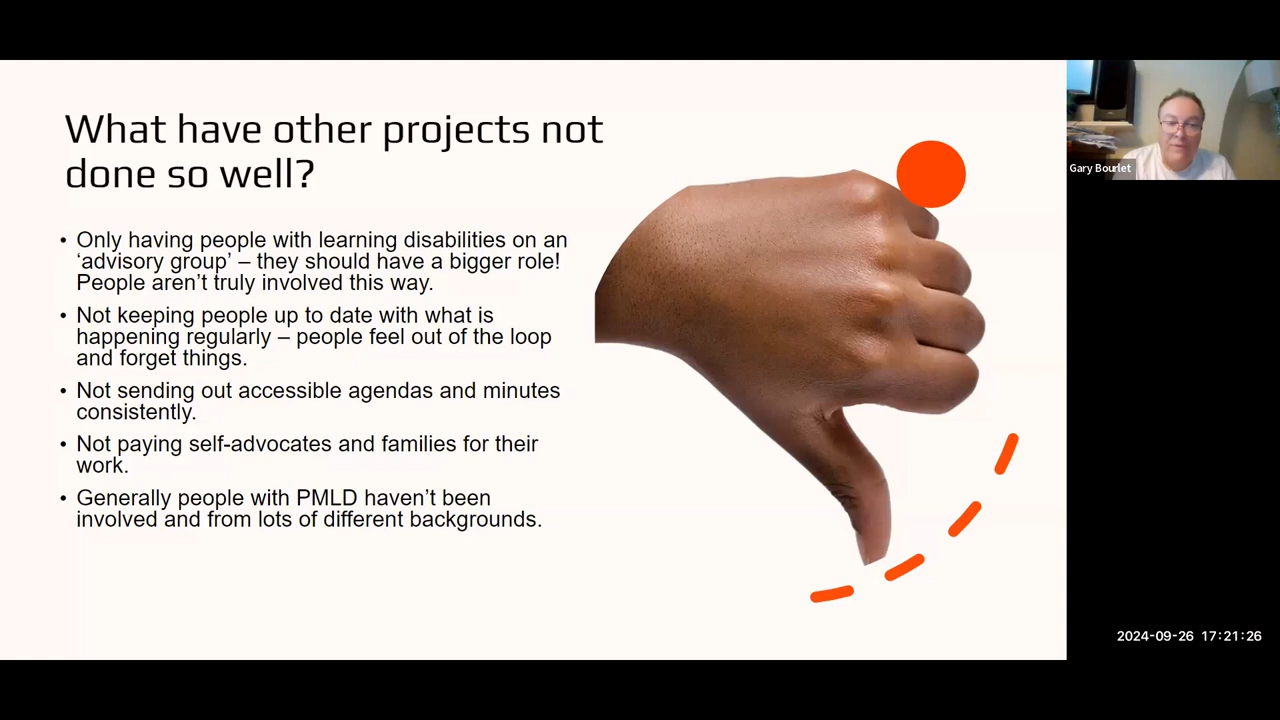 What have other projects not
done so well?
• Only having people with learning disabilities on an
‘advisory group’ – they should have a bigger role!
People aren’t truly involved this way.
• Not keeping people up to date with what is
happening regularly – people feel out of the loop
and forget things.
• Not sending out accessible agendas and minutes
consistently.
• Not paying self-advocates and families for their
work.
• Generally people with PMLD haven’t been
involved and from lots of different backgrounds.
Gary Bourlet
2024-09-26 17:21:26